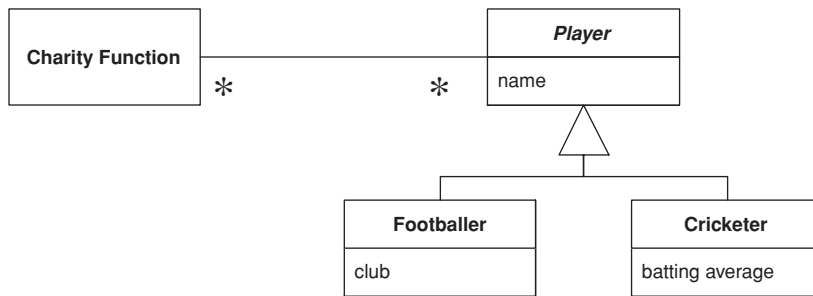 Charity Function
Player
name
*
*
Footballer
club
Cricketer
batting average